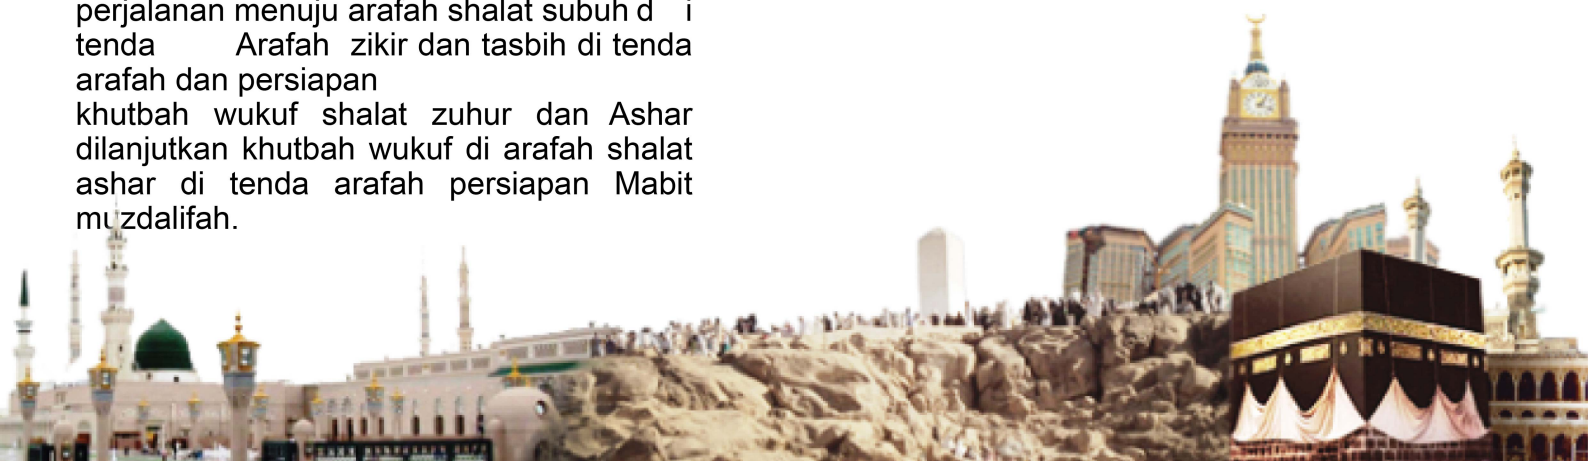 perjalanan menuju arafah shalat subuh d i
tenda Arafah zikir dan tasbih di tenda
arafah dan persiapan
khutbah wukuf shalat zuhur dan Ashar
dilanjutkan khutbah wukuf di arafah shalat
ashar di tenda arafah persiapan Mabit
muzdalifah.